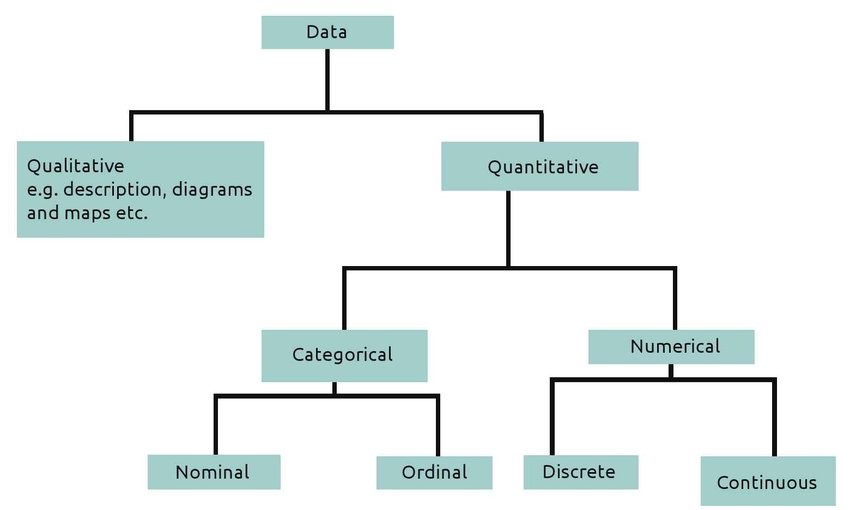 Data
Qualitative
e.g. description, diagrams
and maps etc.
Quantitative
Categorical
Numerical
Nominal
Ordinal
Discrete
Continuous